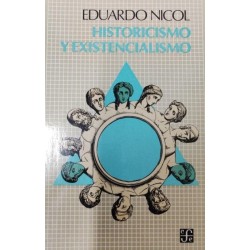 EDUARDO NICOL
HISTORICISMO
Y EXISTENCIALISMO